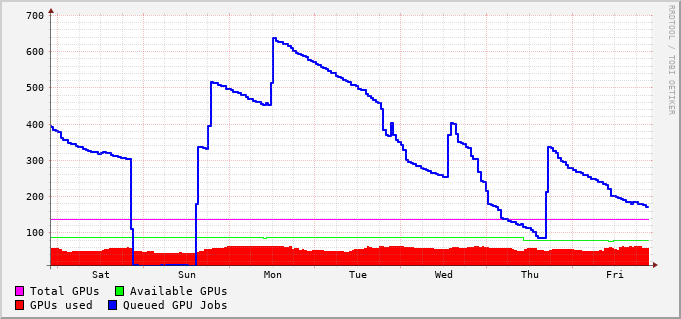 700
600
500
400
300
200
100
Sat Sun Mon Tue Wed Thu Fri
Total GPUs Available GPUs
GPUs used Queued GPU Jobs
RRDTOOL / TOBI OETIKER